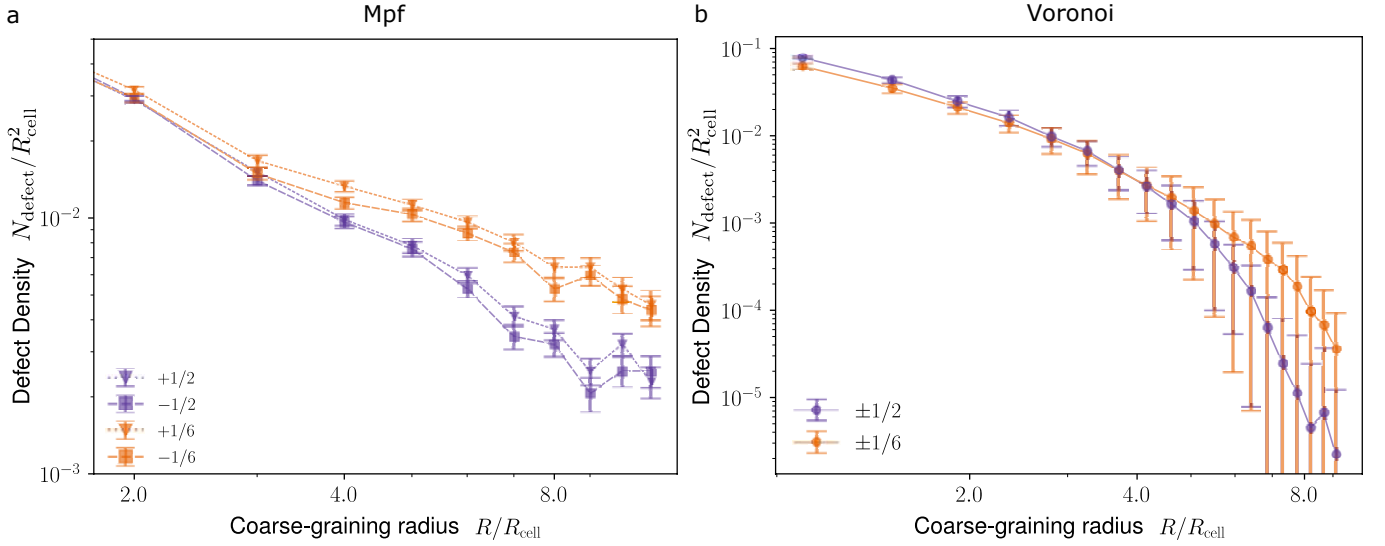 a
Mpf
Defect Density N_defect/R²_cell
10⁻²
10⁻³
+1/2
−1/2
+1/6
−1/6
2.0
4.0
8.0
Coarse-graining radius R/R_cell
b
Voronoi
Defect Density N_defect/R²_cell
10⁻¹
10⁻²
10⁻³
10⁻⁴
10⁻⁵
±1/2
±1/6
2.0
4.0
8.0
Coarse-graining radius R/R_cell